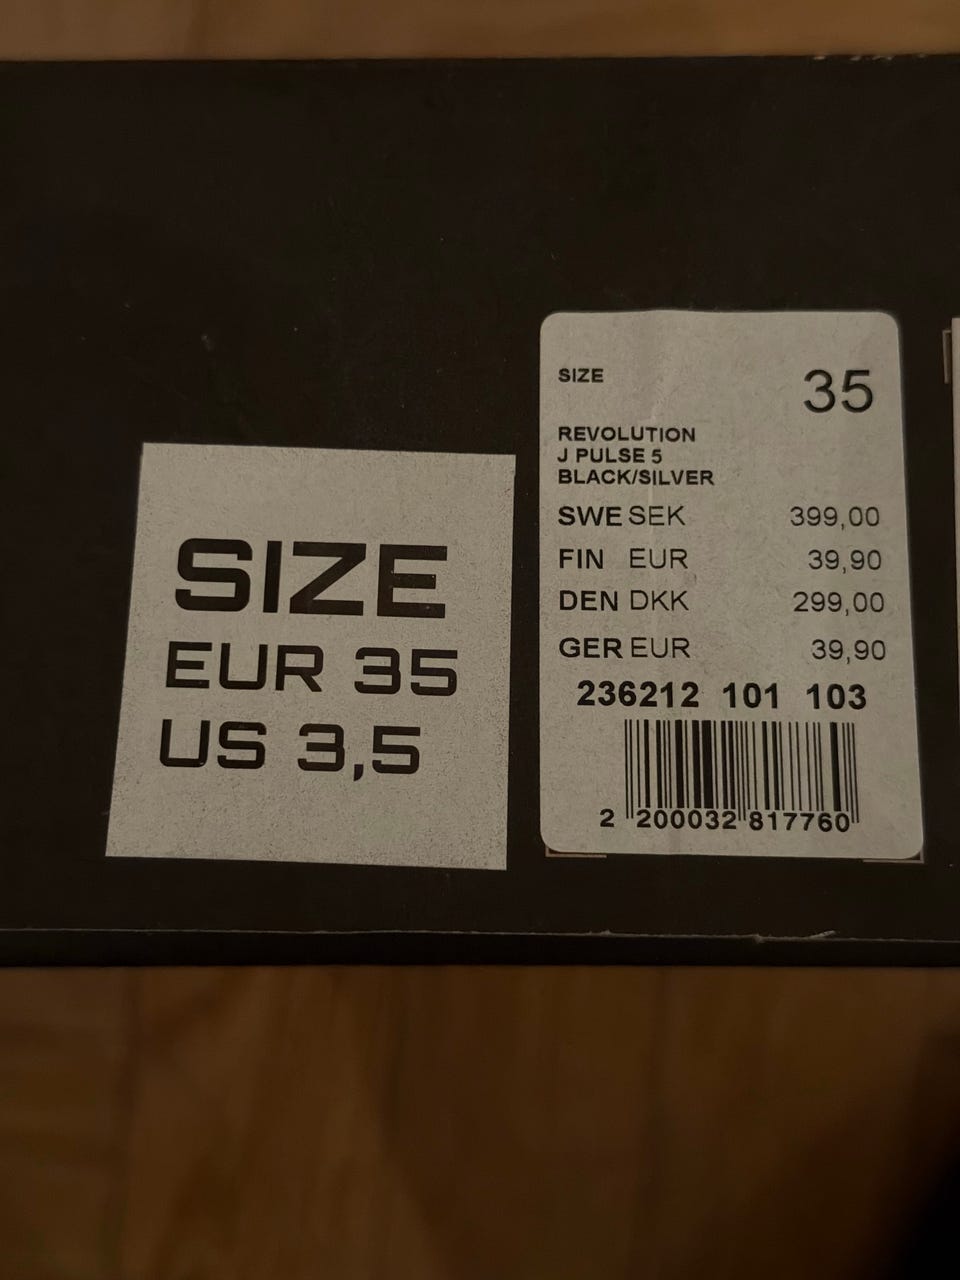 SIZE
EUR 35
US 3,5
SIZE 35
REVOLUTION
J PULSE 5
BLACK/SILVER
SWE SEK 399,00
FIN EUR 39,90
DEN DKK 299,00
GER EUR 39,90
236212 101 103
2 200032 817760